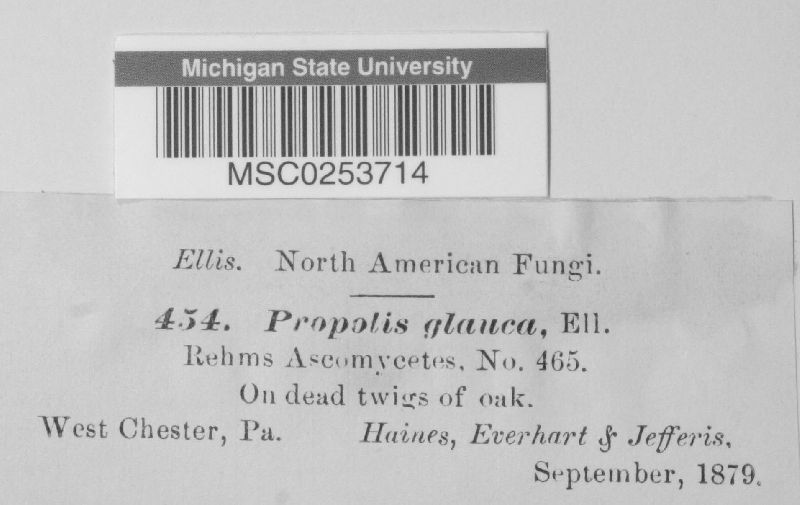 Michigan State University
MSC0253714
Ellis. North American Fungi.
454. Propolis glauca, Ell.
Rehms Ascomycetes, No. 465.
On dead twigs of oak.
West Chester, Pa. Haines, Everhart & Jefferis.
September, 1879.